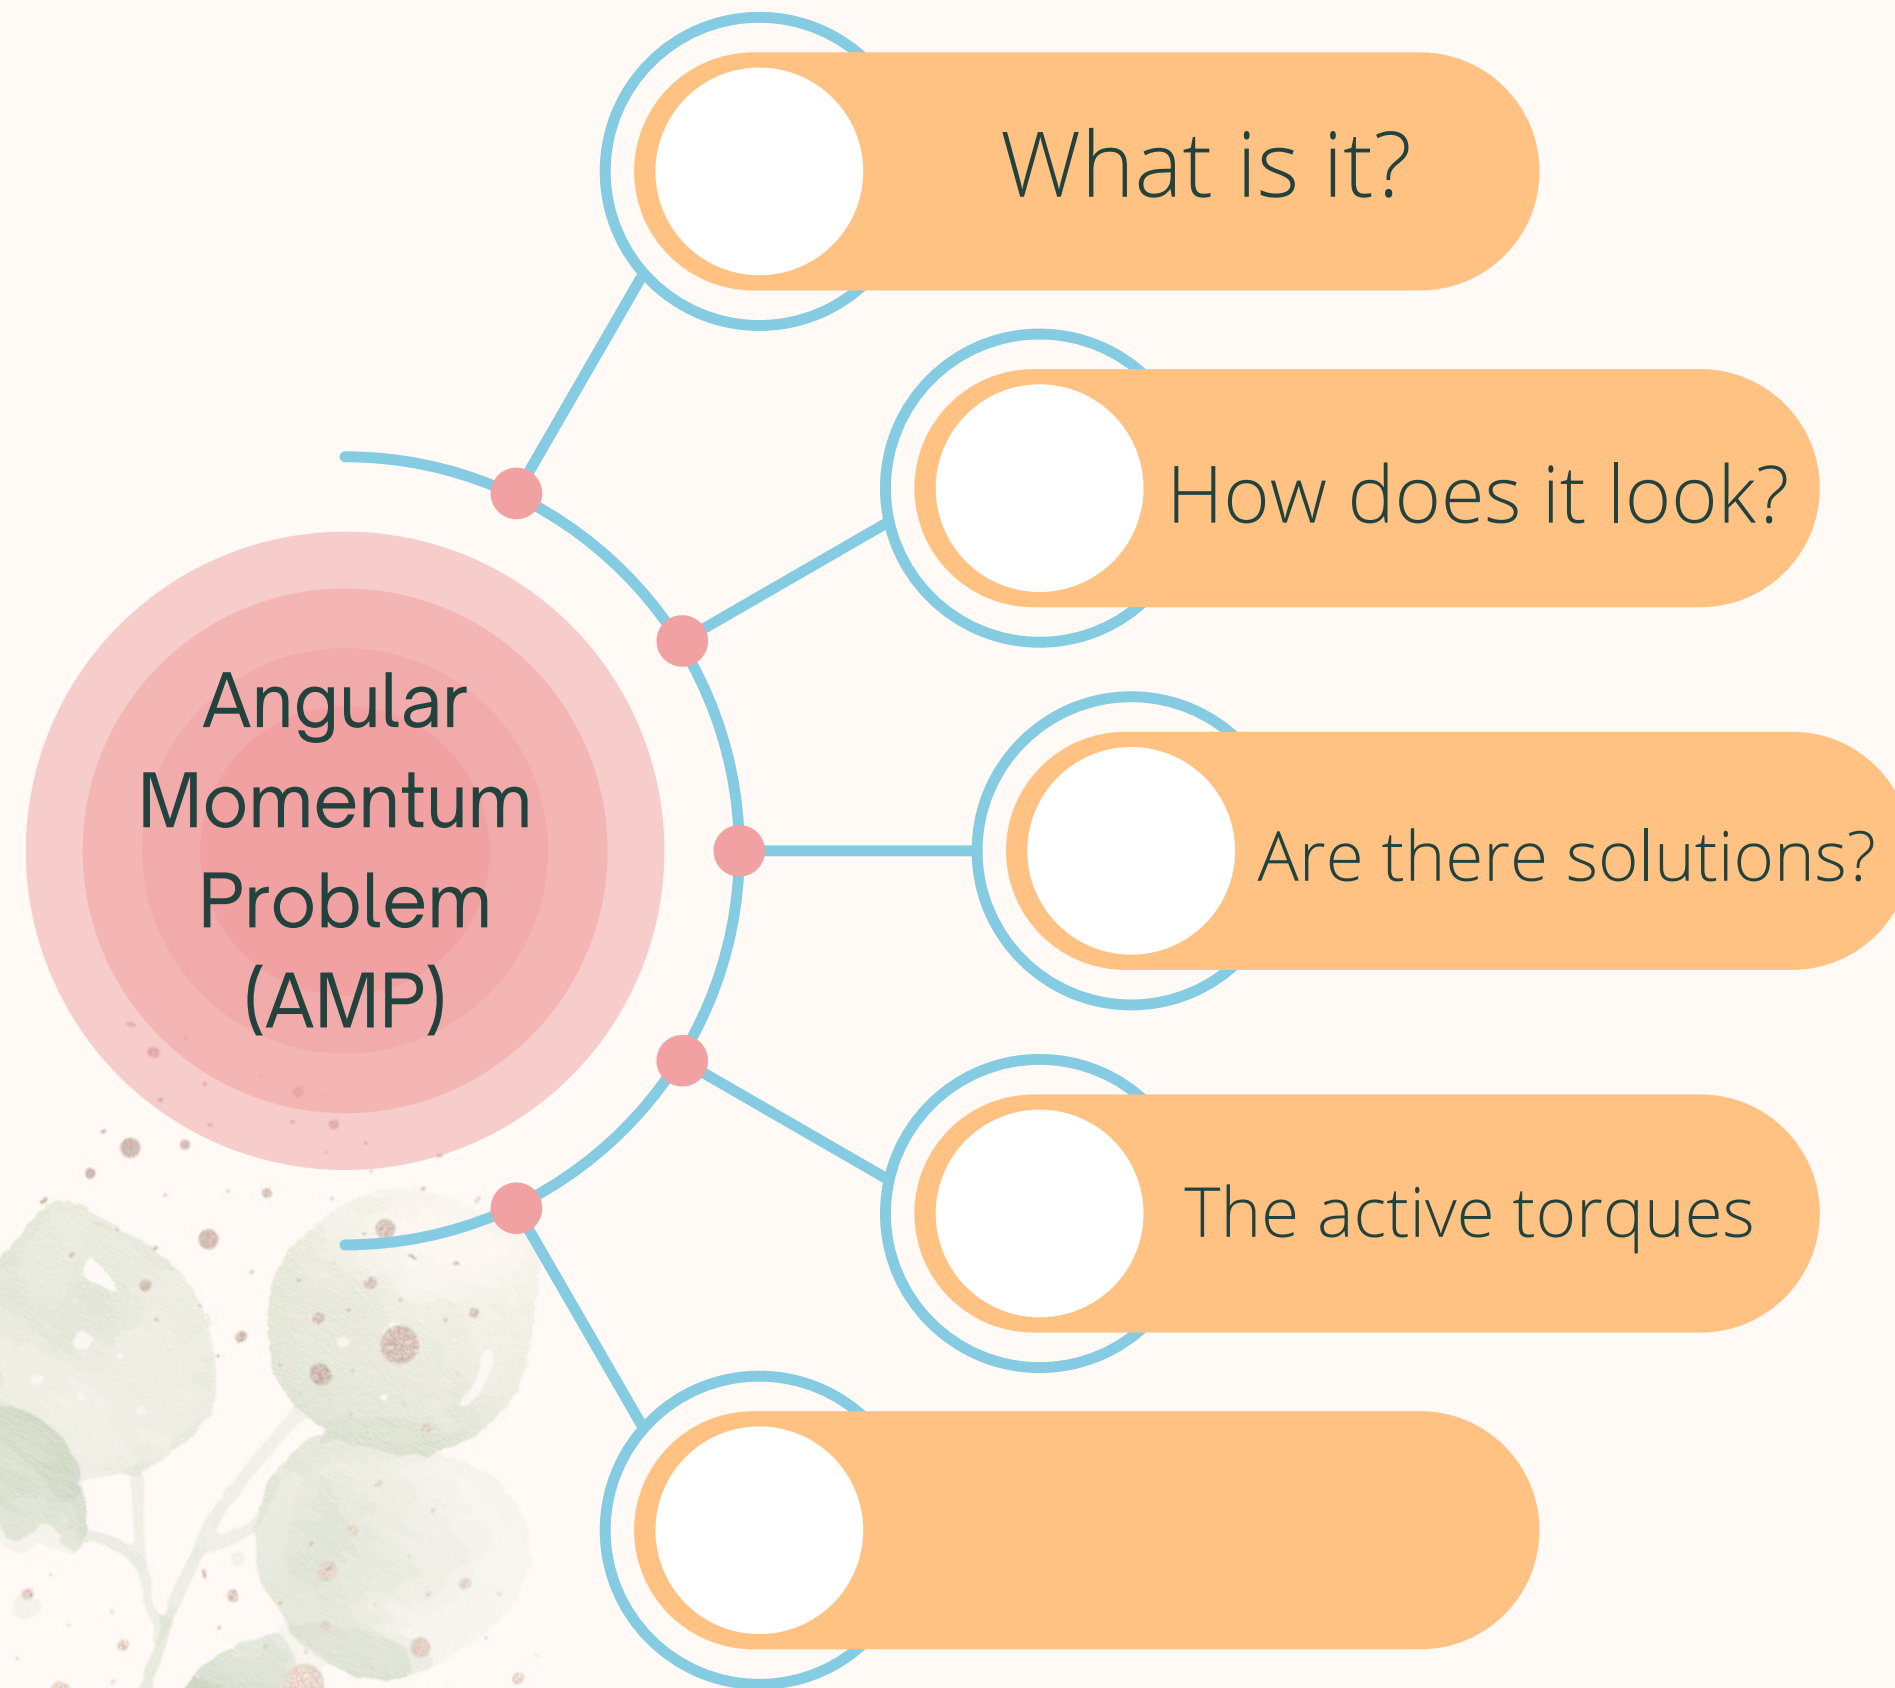 What is it?
How does it look?
Angular
Momentum
Problem
(AMP)
Are there solutions?
The active torques